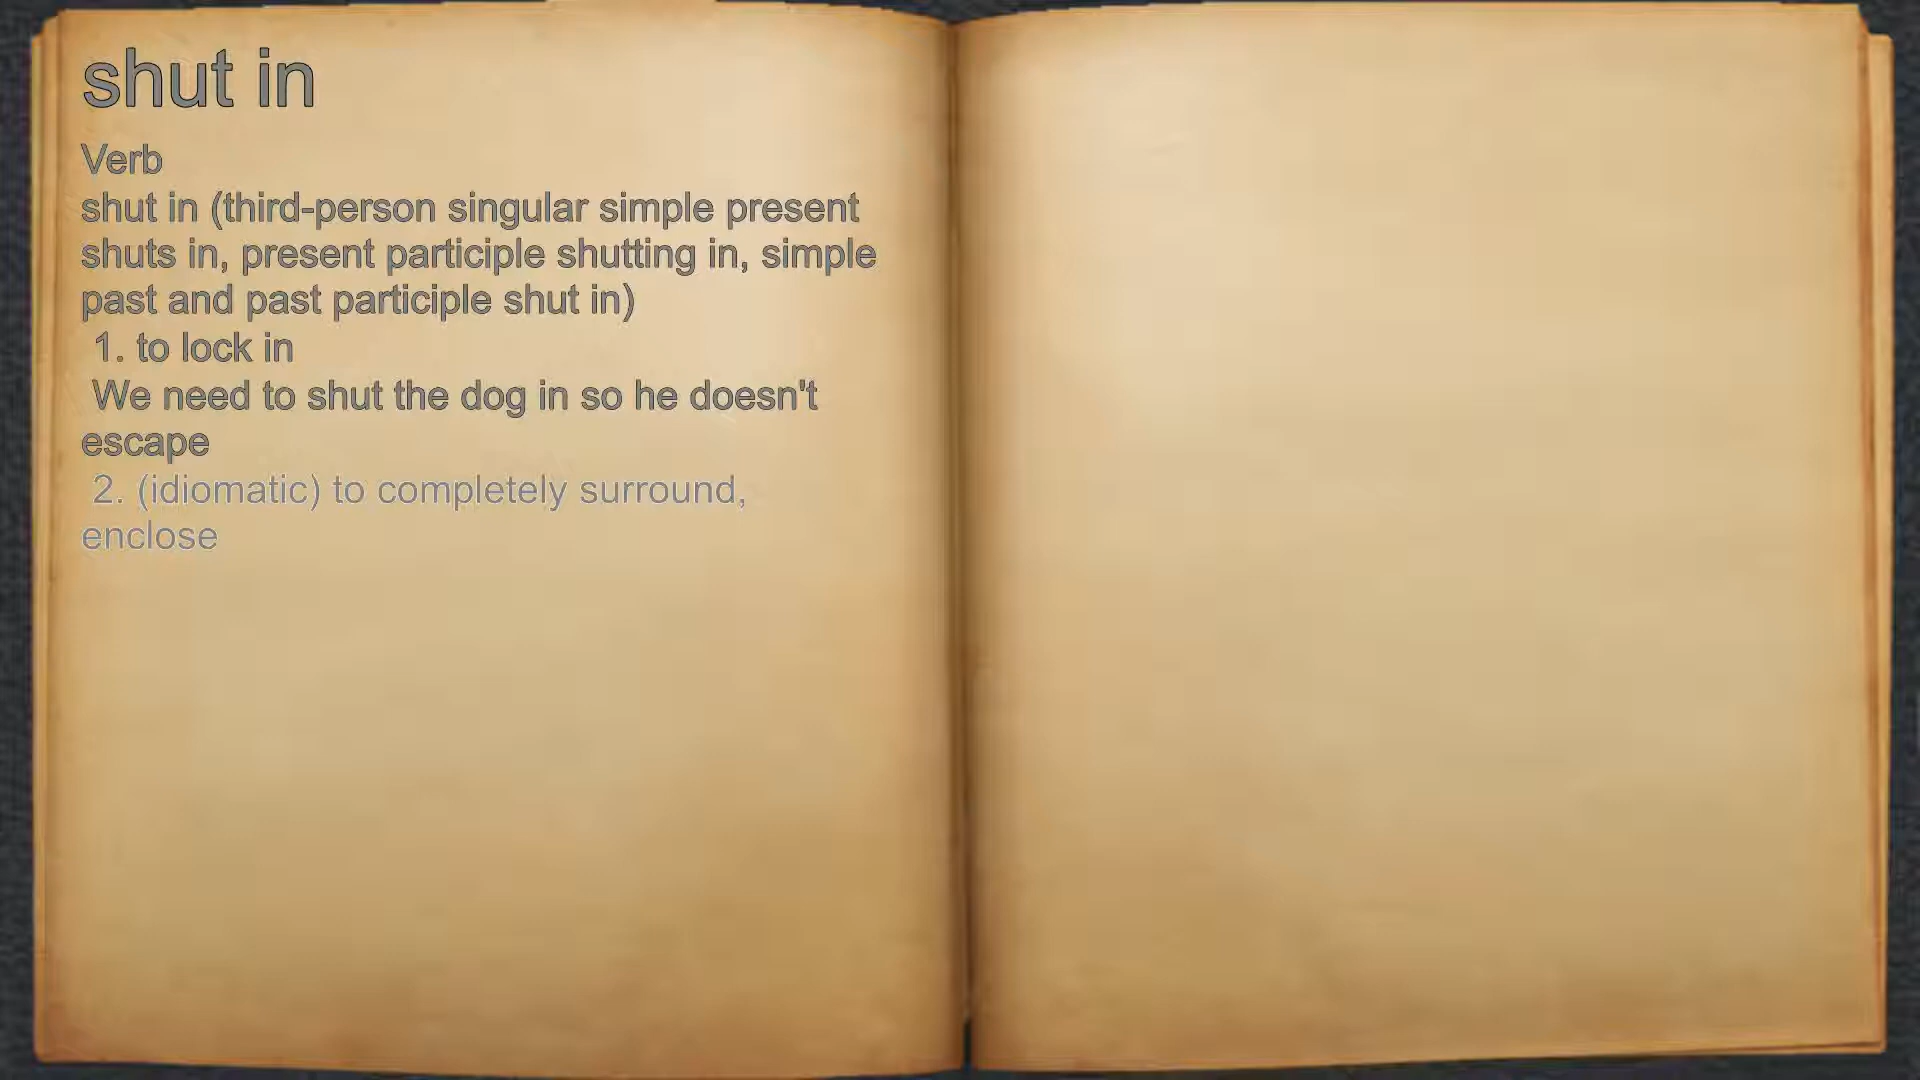 shut in
Verb
shut in (third-person singular simple present
shuts in, present participle shutting in, simple
past and past participle shut in)
1. to lock in
We need to shut the dog in so he doesn't
escape
2. (idiomatic) to completely surround,
enclose